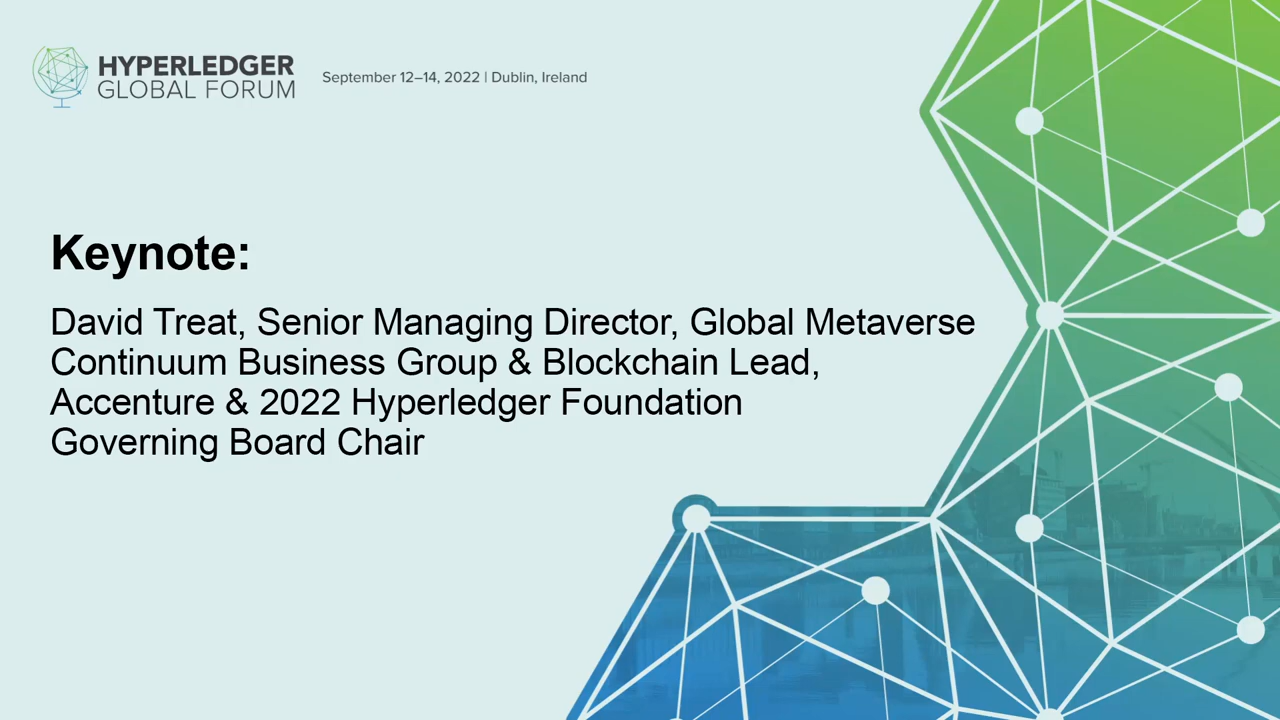 HYPERLEDGER
GLOBAL FORUM
September 12–14, 2022 | Dublin, Ireland
Keynote:
David Treat, Senior Managing Director, Global Metaverse
Continuum Business Group & Blockchain Lead,
Accenture & 2022 Hyperledger Foundation
Governing Board Chair